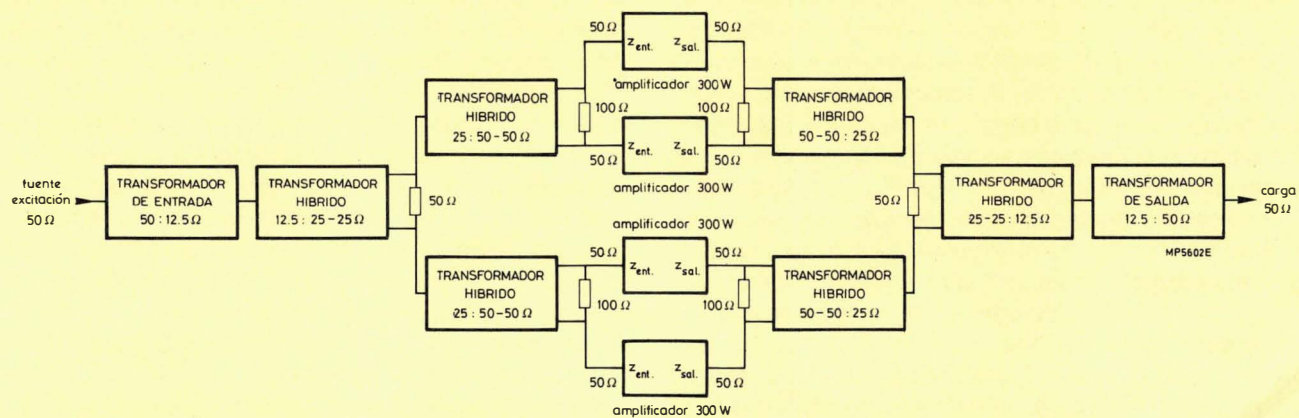 fuente
excitación
50 Ω
TRANSFORMADOR
DE ENTRADA
50 : 12.5 Ω
TRANSFORMADOR
HIBRIDO
12.5 : 25 – 25 Ω
50 Ω
TRANSFORMADOR
HIBRIDO
25 : 50 – 50 Ω
100 Ω
50 Ω
Zent. Zsal.
50 Ω
amplificador 300 W
50 Ω
Zent. Zsal.
50 Ω
amplificador 300 W
100 Ω
TRANSFORMADOR
HIBRIDO
50 – 50 : 25 Ω
TRANSFORMADOR
HIBRIDO
25 : 50 – 50 Ω
100 Ω
amplificador 300 W
50 Ω
Zent. Zsal.
50 Ω
50 Ω
Zent. Zsal.
50 Ω
amplificador 300 W
100 Ω
TRANSFORMADOR
HIBRIDO
50 – 50 : 25 Ω
50 Ω
TRANSFORMADOR
HIBRIDO
25 – 25 : 12.5 Ω
TRANSFORMADOR
DE SALIDA
12.5 : 50 Ω
carga
50 Ω
MP5602E